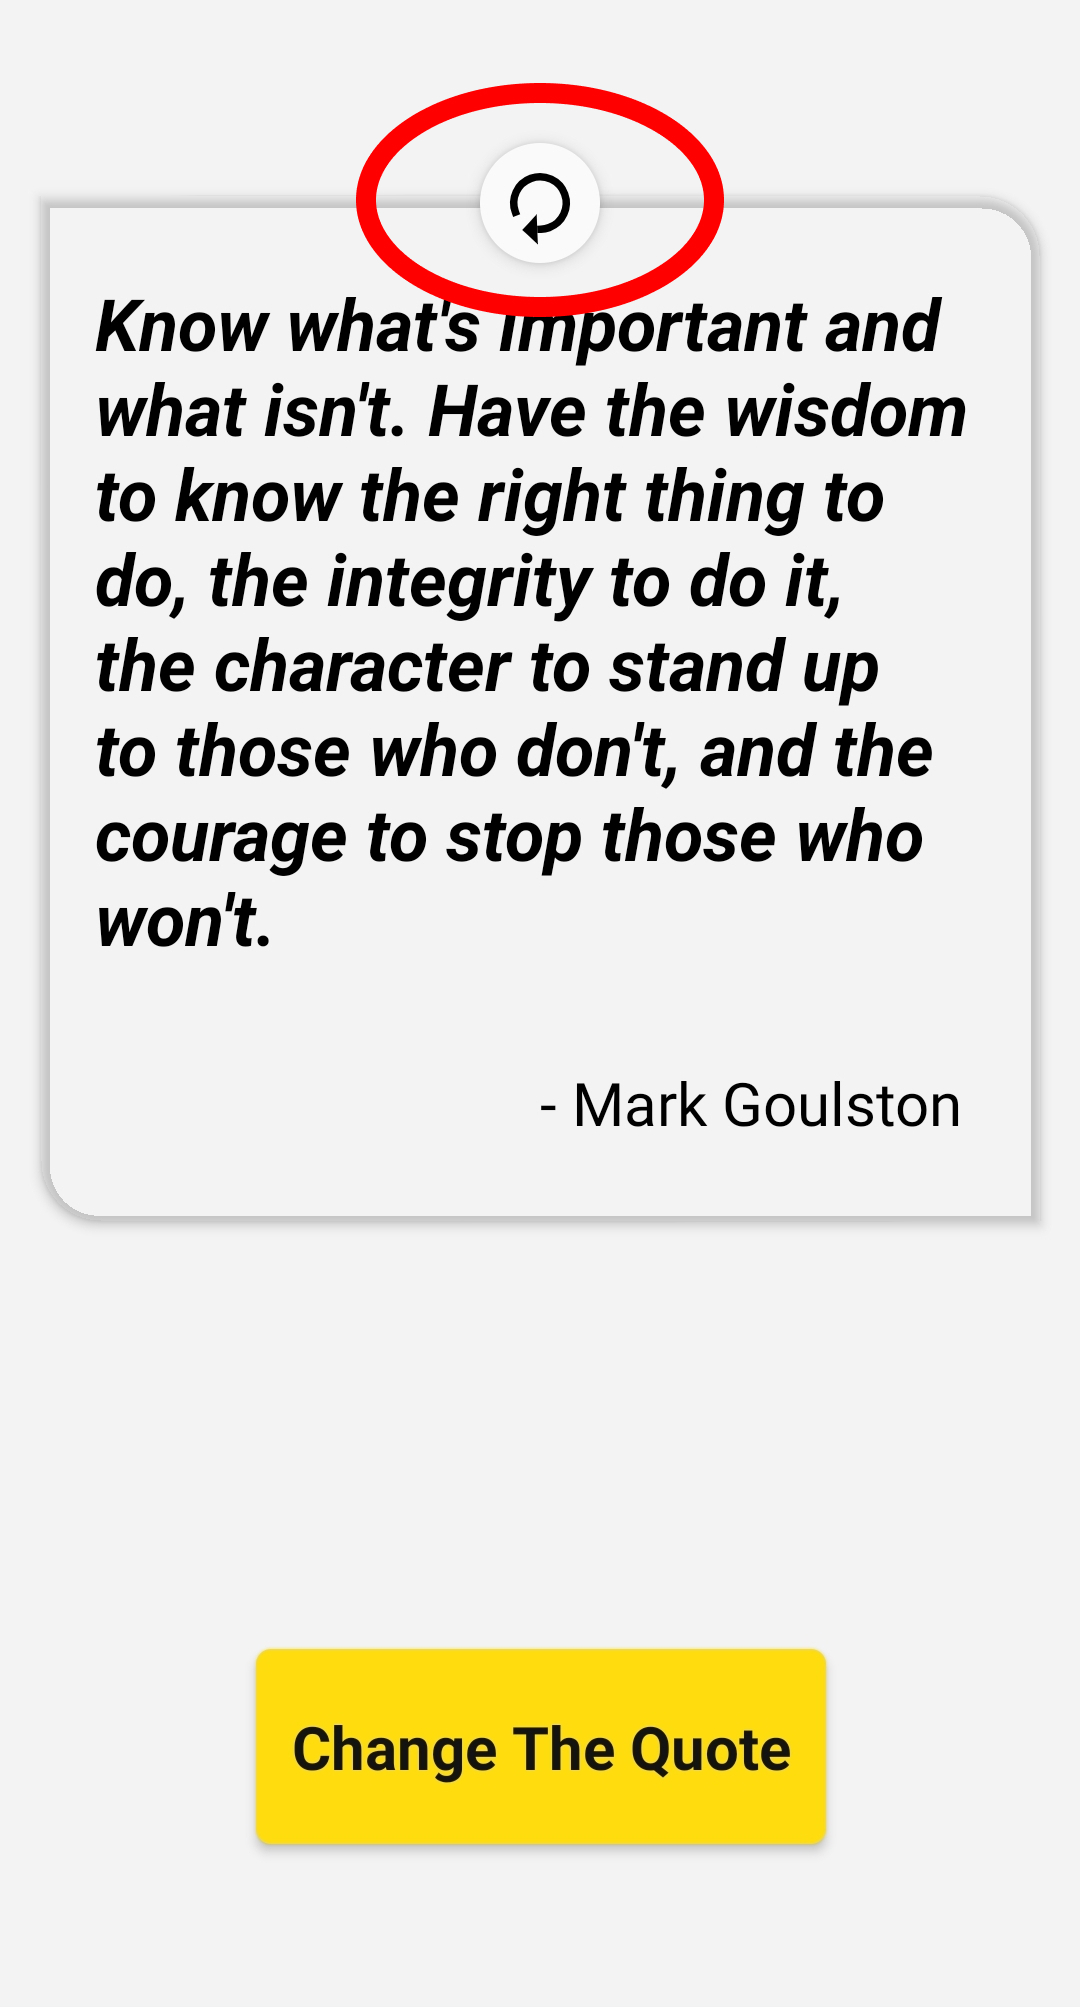 Know what's important and
what isn't. Have the wisdom
to know the right thing to
do, the integrity to do it,
the character to stand up
to those who don't, and the
courage to stop those who
won't.
- Mark Goulston
Change The Quote